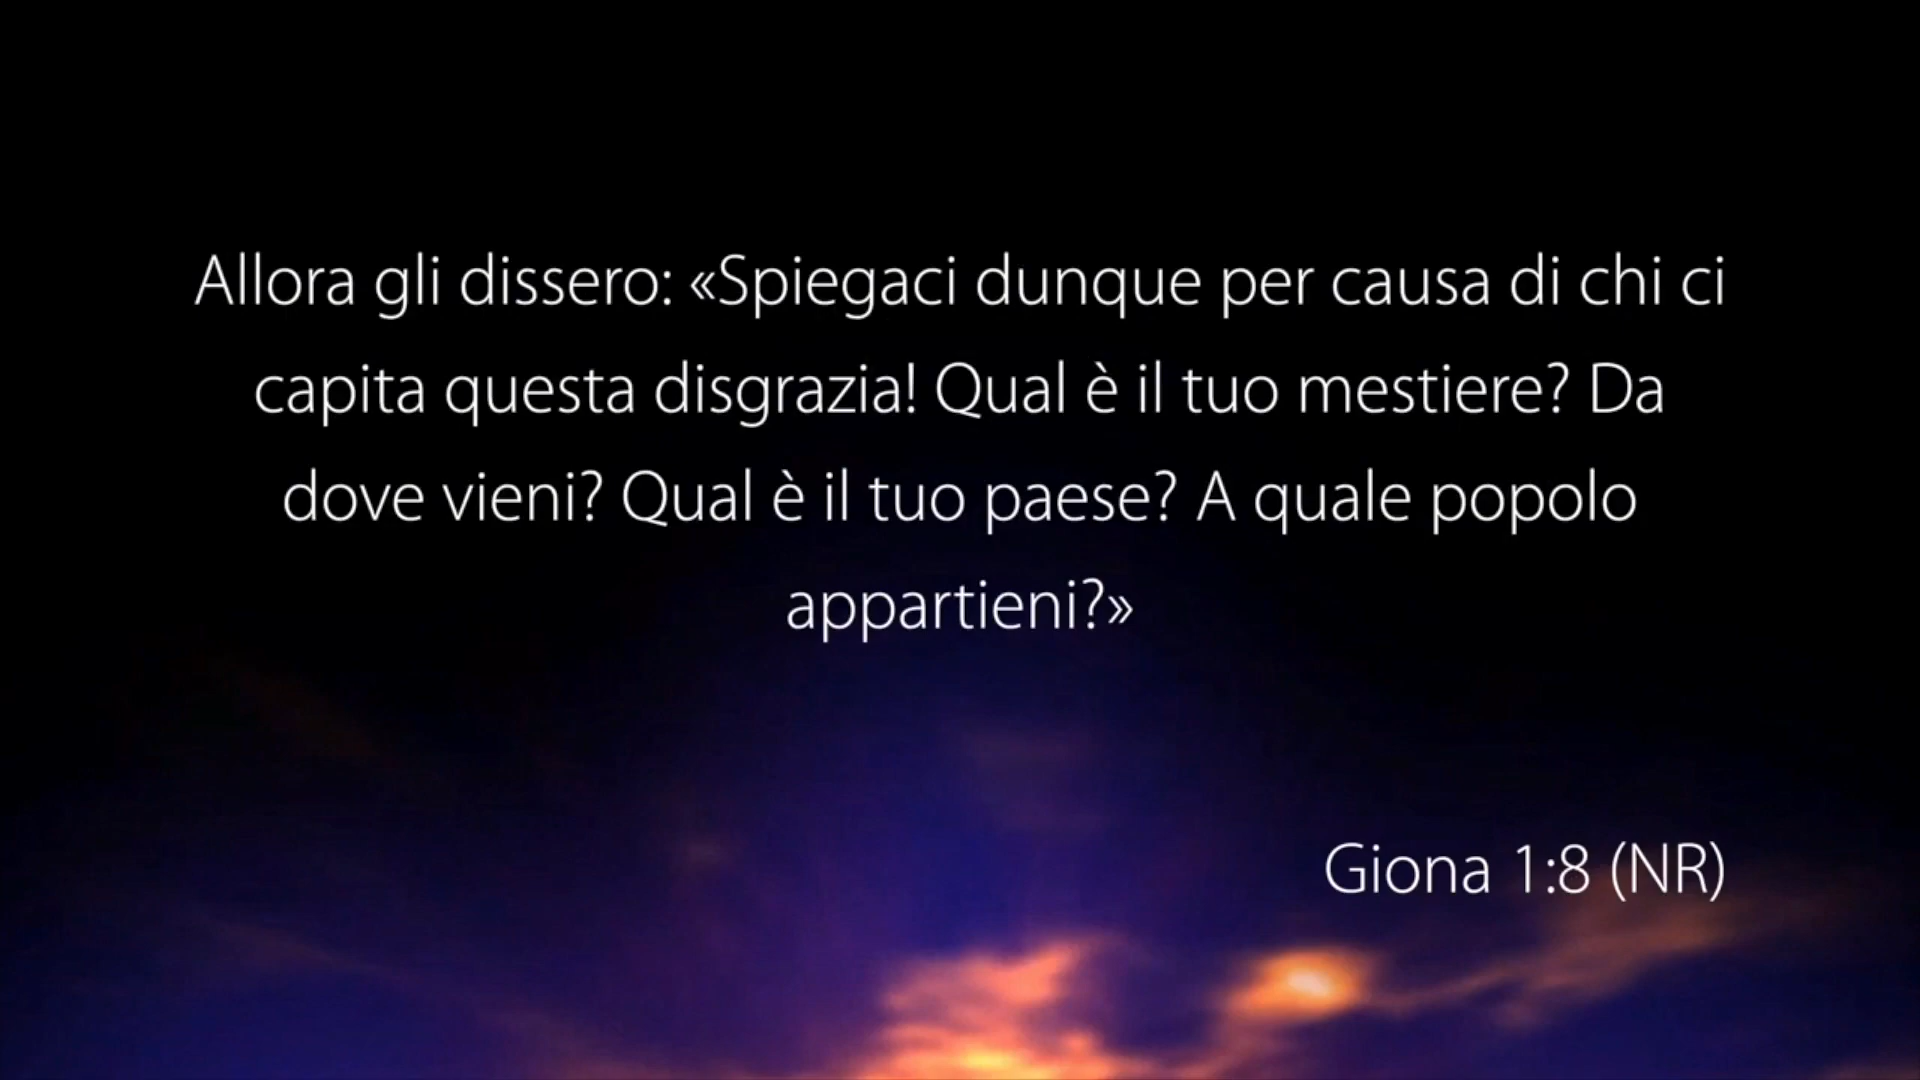 Allora gli dissero: «Spiegaci dunque per causa di chi ci
capita questa disgrazia! Qual è il tuo mestiere? Da
dove vieni? Qual è il tuo paese? A quale popolo
appartieni?»
Giona 1:8 (NR)